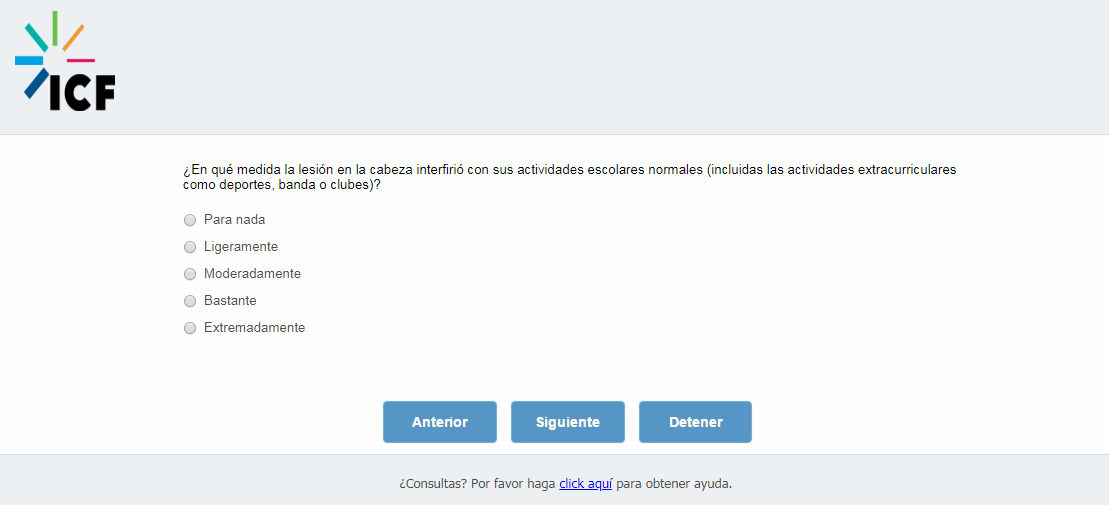 ICF
¿En qué medida la lesión en la cabeza interfirió con sus actividades escolares normales (incluidas las actividades extracurriculares
como deportes, banda o clubes)?
Para nada
Ligeramente
Moderadamente
Bastante
Extremadamente
Anterior Siguiente Detener
¿Consultas? Por favor haga click aquí para obtener ayuda.